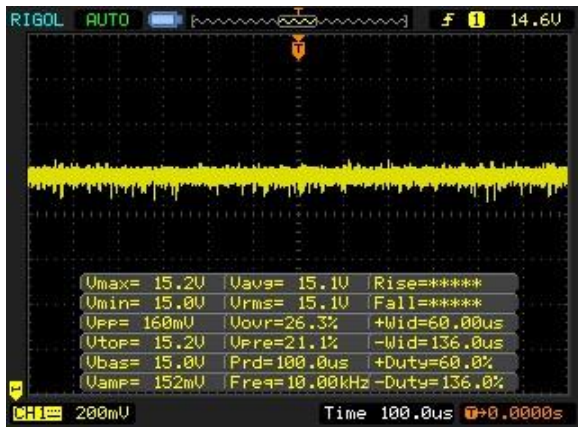 RIGOL AUTO T f 1 14.6V
T
Vmax= 15.2V Vavg= 15.1V Rise=*****
Vmin= 15.0V Vrms= 15.1V Fall=*****
Vpp= 160mV Vovr=26.3% +Wid=60.00us
Vtop= 15.2V Vpre=21.1% -Wid=136.0us
Vbas= 15.0V Prd=100.0us +Duty=60.0%
Vamp= 152mV Freq=10.00kHz -Duty=136.0%
CH1 200mV Time 100.0us T→0.0000s